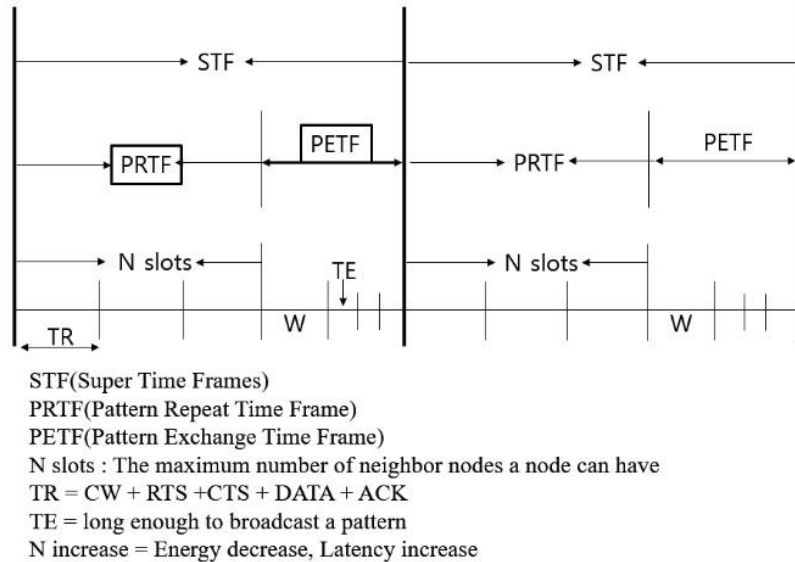 STF STF
PRTF PETF PRTF PETF
N slots TE N slots
W W
TR
STF(Super Time Frames)
PRTF(Pattern Repeat Time Frame)
PETF(Pattern Exchange Time Frame)
N slots : The maximum number of neighbor nodes a node can have
TR = CW + RTS +CTS + DATA + ACK
TE = long enough to broadcast a pattern
N increase = Energy decrease, Latency increase